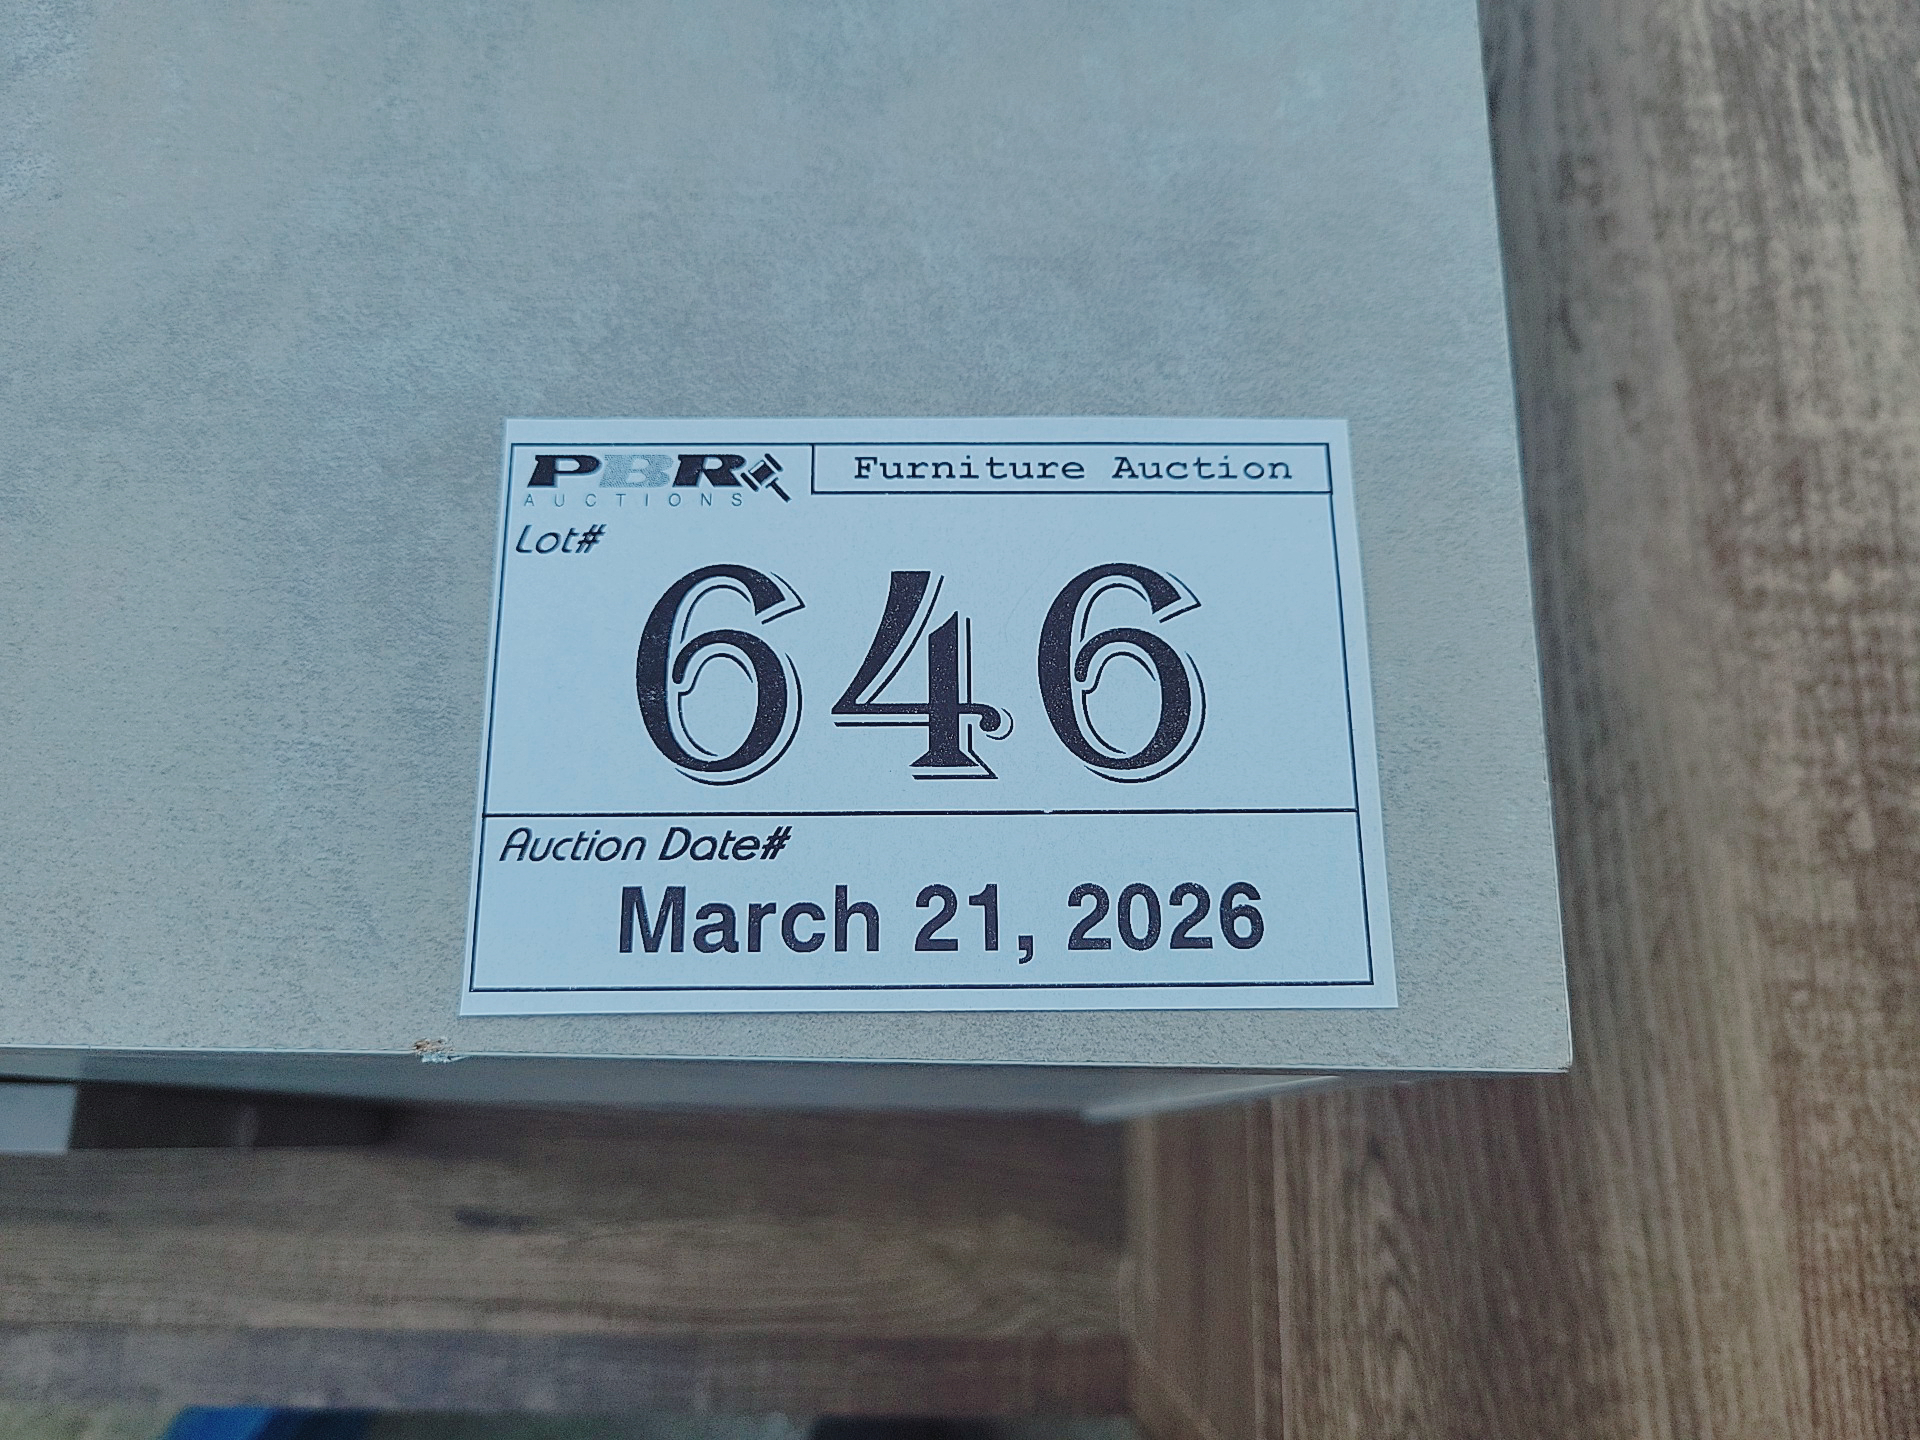 PBR
AUCTIONS
Furniture Auction
Lot#
646
Auction Date#
March 21, 2026